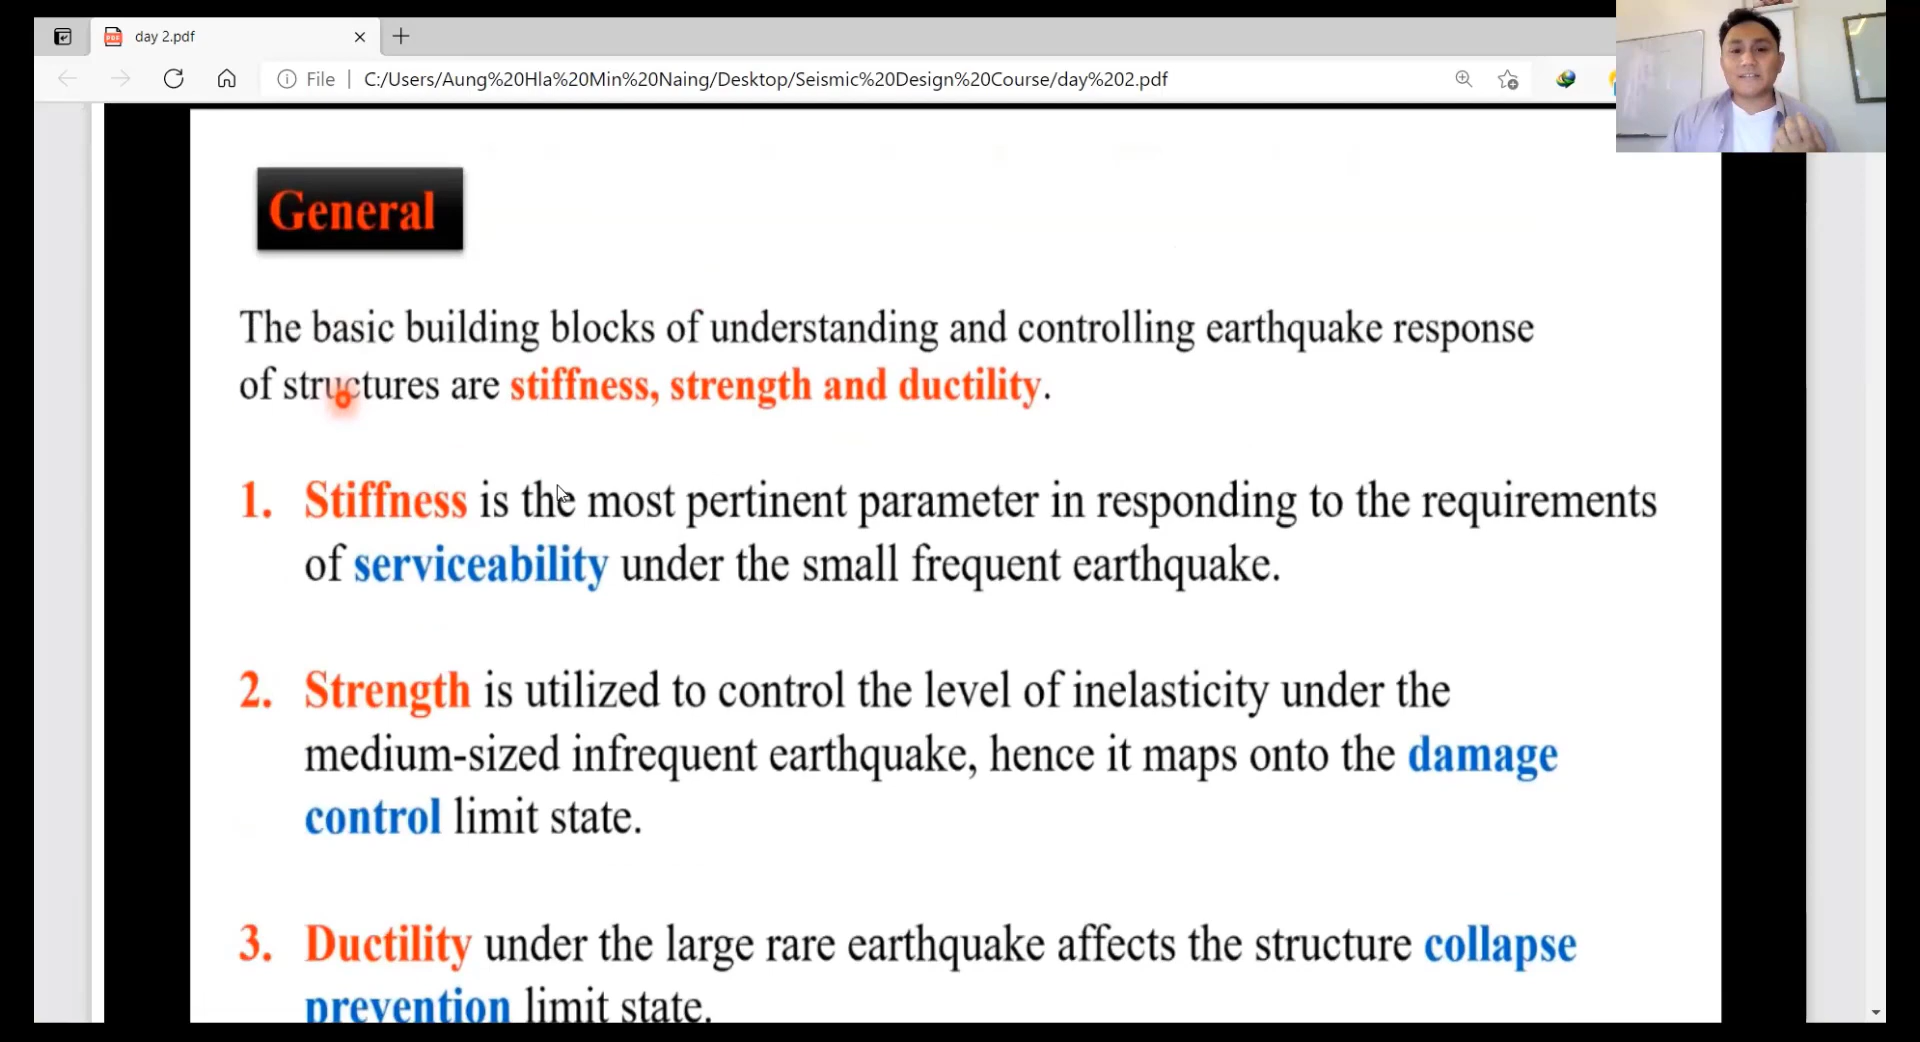 day 2.pdf
File | C:/Users/Aung%20Hla%20Min%20Naing/Desktop/Seismic%20Design%20Course/day%202.pdf
General
The basic building blocks of understanding and controlling earthquake response
of structures are stiffness, strength and ductility.
1. Stiffness is the most pertinent parameter in responding to the requirements
of serviceability under the small frequent earthquake.
2. Strength is utilized to control the level of inelasticity under the
medium-sized infrequent earthquake, hence it maps onto the damage
control limit state.
3. Ductility under the large rare earthquake affects the structure collapse
prevention limit state.